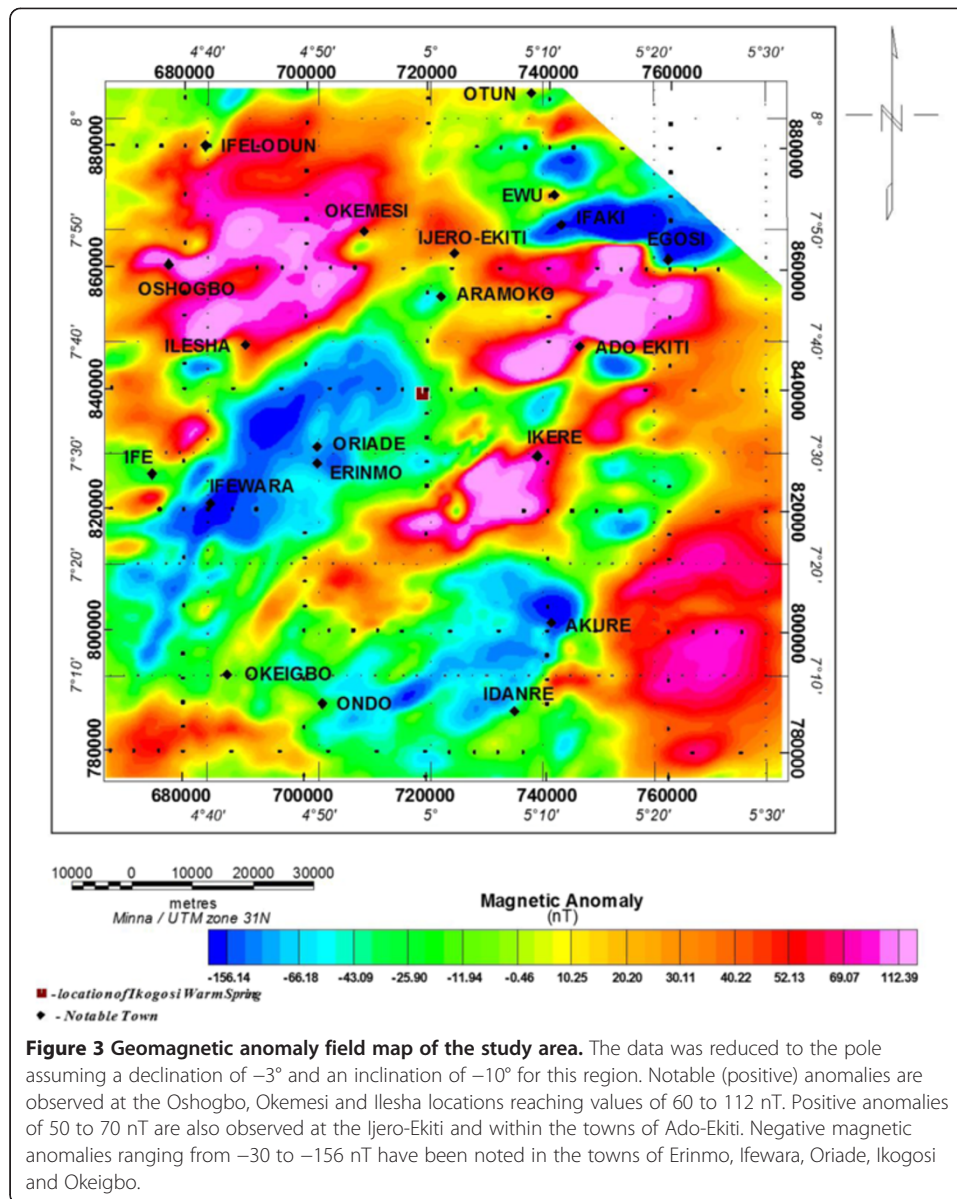 4°40' 4°50' 5° 5°10' 5°20' 5°30'
680000 700000 720000 740000 760000
OTUN
8°
880000
IFELODUN
880000
EWU
OKEMESI
IFAKI
7°50'
7°50'
IJERO-EKITI
EGOSI
860000
OSHOGBO
860000
ARAMOKO
7°40'
ILESHA
ADO EKITI
7°40'
840000
840000
ORIADE
IKERE
7°30'
7°30'
IFE
ERINMO
IFEWARA
820000
820000
7°20'
7°20'
800000
AKURE
800000
7°10'
OKEIGBO
7°10'
ONDO
IDANRE
780000
780000
680000 700000 720000 740000 760000
4°40' 4°50' 5° 5°10' 5°20' 5°30'
N
10000 0 10000 20000 30000
metres
Minna / UTM zone 31N
Magnetic Anomaly
(nT)
-156.14 -66.18 -43.09 -25.90 -11.94 -0.46 10.25 20.20 30.11 40.22 52.13 69.07 112.39
-location of Ikogosi Warm Spring
- Notable Town
Figure 3 Geomagnetic anomaly field map of the study area. The data was reduced to the pole
assuming a declination of −3° and an inclination of −10° for this region. Notable (positive) anomalies are
observed at the Oshogbo, Okemesi and Ilesha locations reaching values of 60 to 112 nT. Positive anomalies
of 50 to 70 nT are also observed at the Ijero-Ekiti and within the towns of Ado-Ekiti. Negative magnetic
anomalies ranging from −30 to −156 nT have been noted in the towns of Erinmo, Ifewara, Oriade, Ikogosi
and Okeigbo.